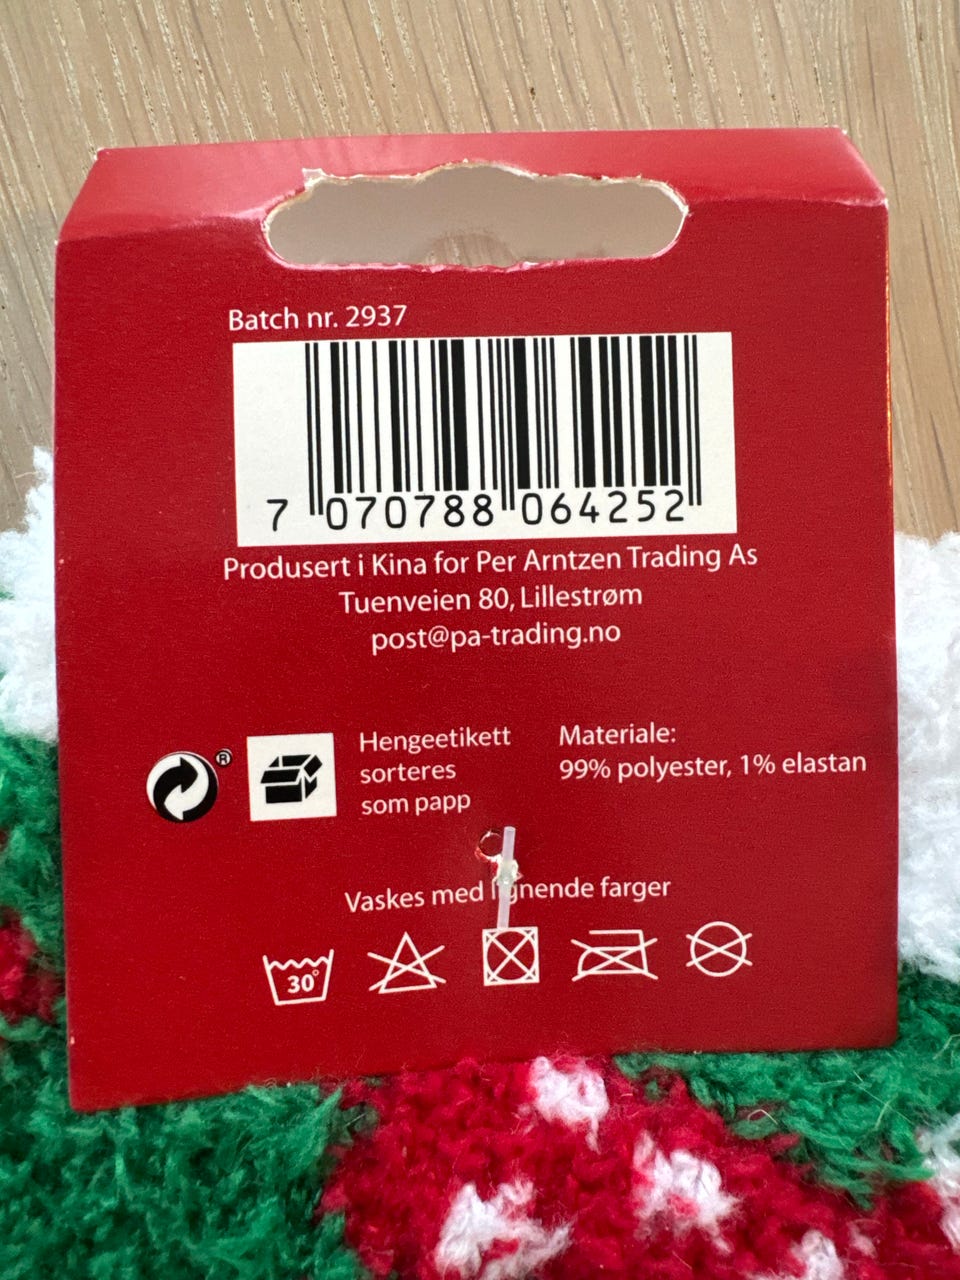 Batch nr. 2937
7 070788 064252
Produsert i Kina for Per Arntzen Trading As
Tuenveien 80, Lillestrøm
post@pa-trading.no
®
Hengeetikett
sorteres
som papp
Materiale:
99% polyester, 1% elastan
Vaskes med lignende farger
30°